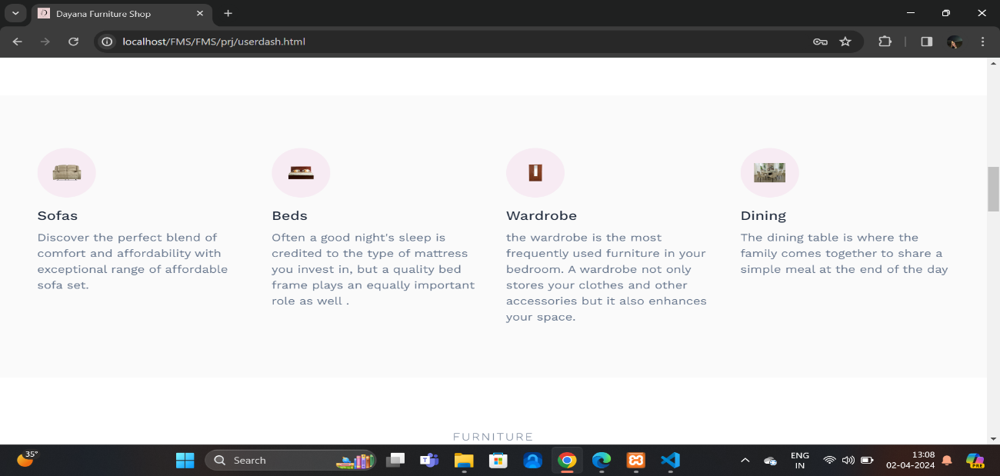 Dayana Furniture Shop
localhost/FMS/FMS/prj/userdash.html
Sofas
Discover the perfect blend of
comfort and affordability with
exceptional range of affordable
sofa set.
Beds
Often a good night's sleep is
credited to the type of mattress
you invest in, but a quality bed
frame plays an equally important
role as well .
Wardrobe
the wardrobe is the most
frequently used furniture in your
bedroom. A wardrobe not only
stores your clothes and other
accessories but it also enhances
your space.
Dining
The dining table is where the
family comes together to share a
simple meal at the end of the day
FURNITURE
35°
Search
ENG
IN
13:08
02-04-2024
PRE